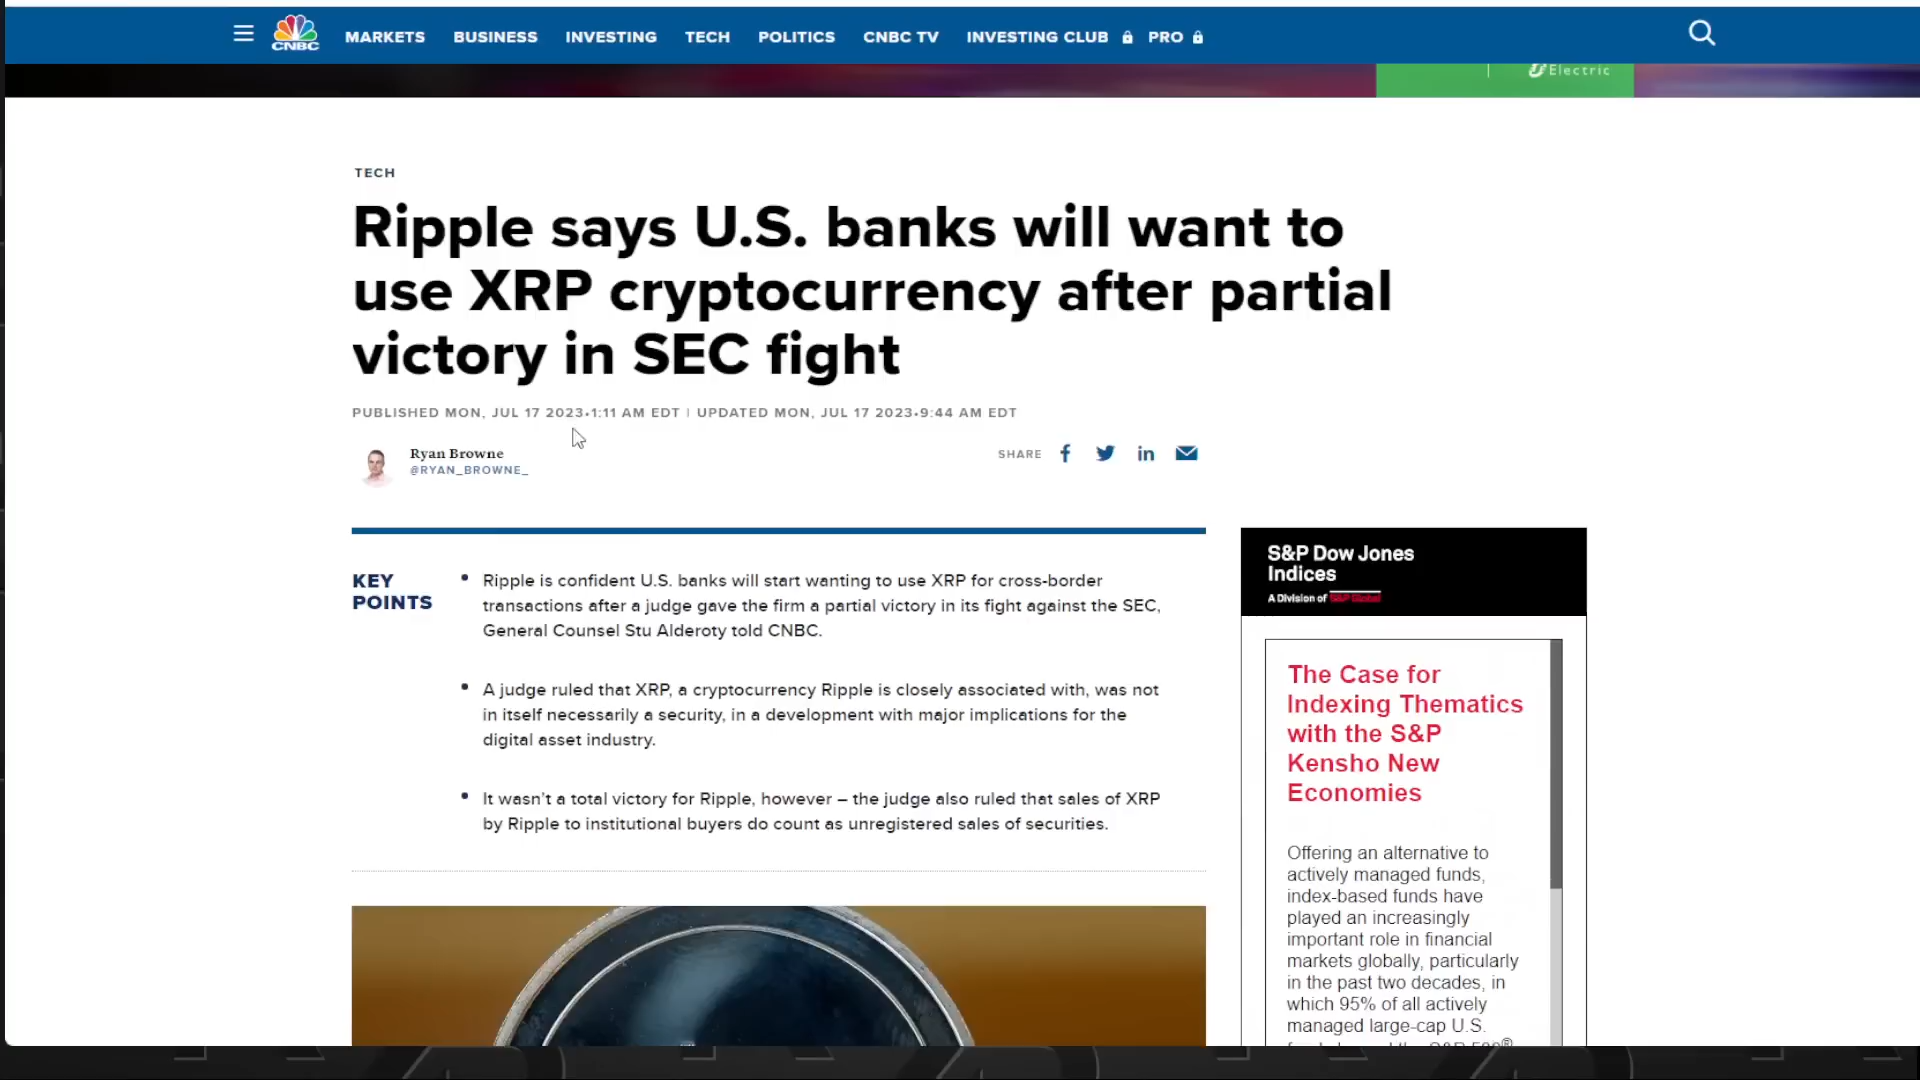 CNBC
MARKETS BUSINESS INVESTING TECH POLITICS CNBC TV INVESTING CLUB PRO
Electric
TECH
Ripple says U.S. banks will want to
use XRP cryptocurrency after partial
victory in SEC fight
PUBLISHED MON, JUL 17 2023•1:11 AM EDT | UPDATED MON, JUL 17 2023•9:44 AM EDT
Ryan Browne
@RYAN_BROWNE_
SHARE
KEY
POINTS
• Ripple is confident U.S. banks will start wanting to use XRP for cross-border
transactions after a judge gave the firm a partial victory in its fight against the SEC,
General Counsel Stu Alderoty told CNBC.
• A judge ruled that XRP, a cryptocurrency Ripple is closely associated with, was not
in itself necessarily a security, in a development with major implications for the
digital asset industry.
• It wasn't a total victory for Ripple, however – the judge also ruled that sales of XRP
by Ripple to institutional buyers do count as unregistered sales of securities.
S&P Dow Jones
Indices
A Division of S&P Global
The Case for
Indexing Thematics
with the S&P
Kensho New
Economies
Offering an alternative to
actively managed funds,
index-based funds have
played an increasingly
important role in financial
markets globally, particularly
in the past two decades, in
which 95% of all actively
managed large-cap U.S.